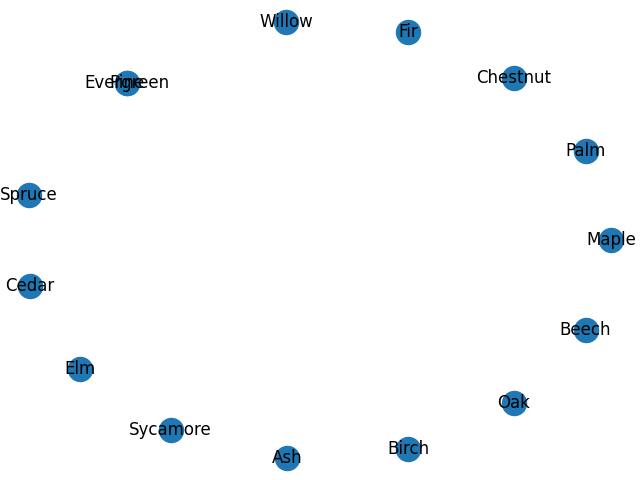 Willow
Fir
Chestnut
Evergreen
Pine
Palm
Spruce
Maple
Cedar
Beech
Elm
Oak
Sycamore
Birch
Ash